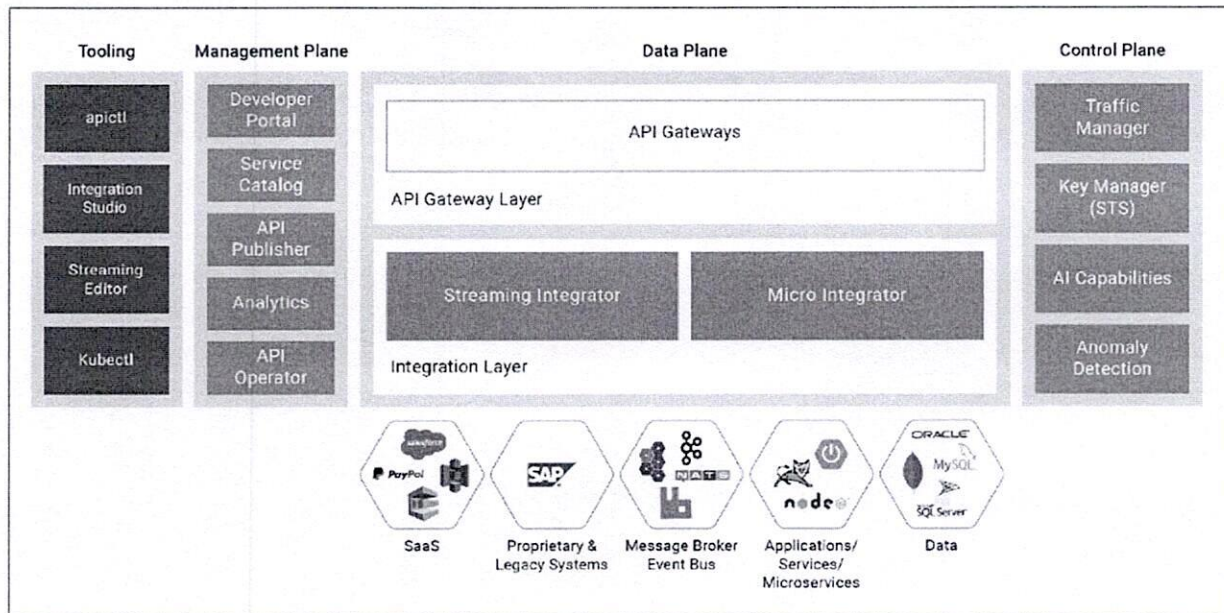 Tooling
Management Plane
Data Plane
Control Plane
apictl
Integration
Studio
Streaming
Editor
Kubectl
Developer
Portal
Service
Catalog
API
Publisher
Analytics
API
Operator
API Gateways
API Gateway Layer
Streaming Integrator
Micro Integrator
Integration Layer
Traffic
Manager
Key Manager
(STS)
AI Capabilities
Anomaly
Detection
salesforce
PayPal
SaaS
SAP
Proprietary &
Legacy Systems
NATS
Message Broker
Event Bus
node
Applications/
Services/
Microservices
ORACLE
MySQL
SQL Server
Data